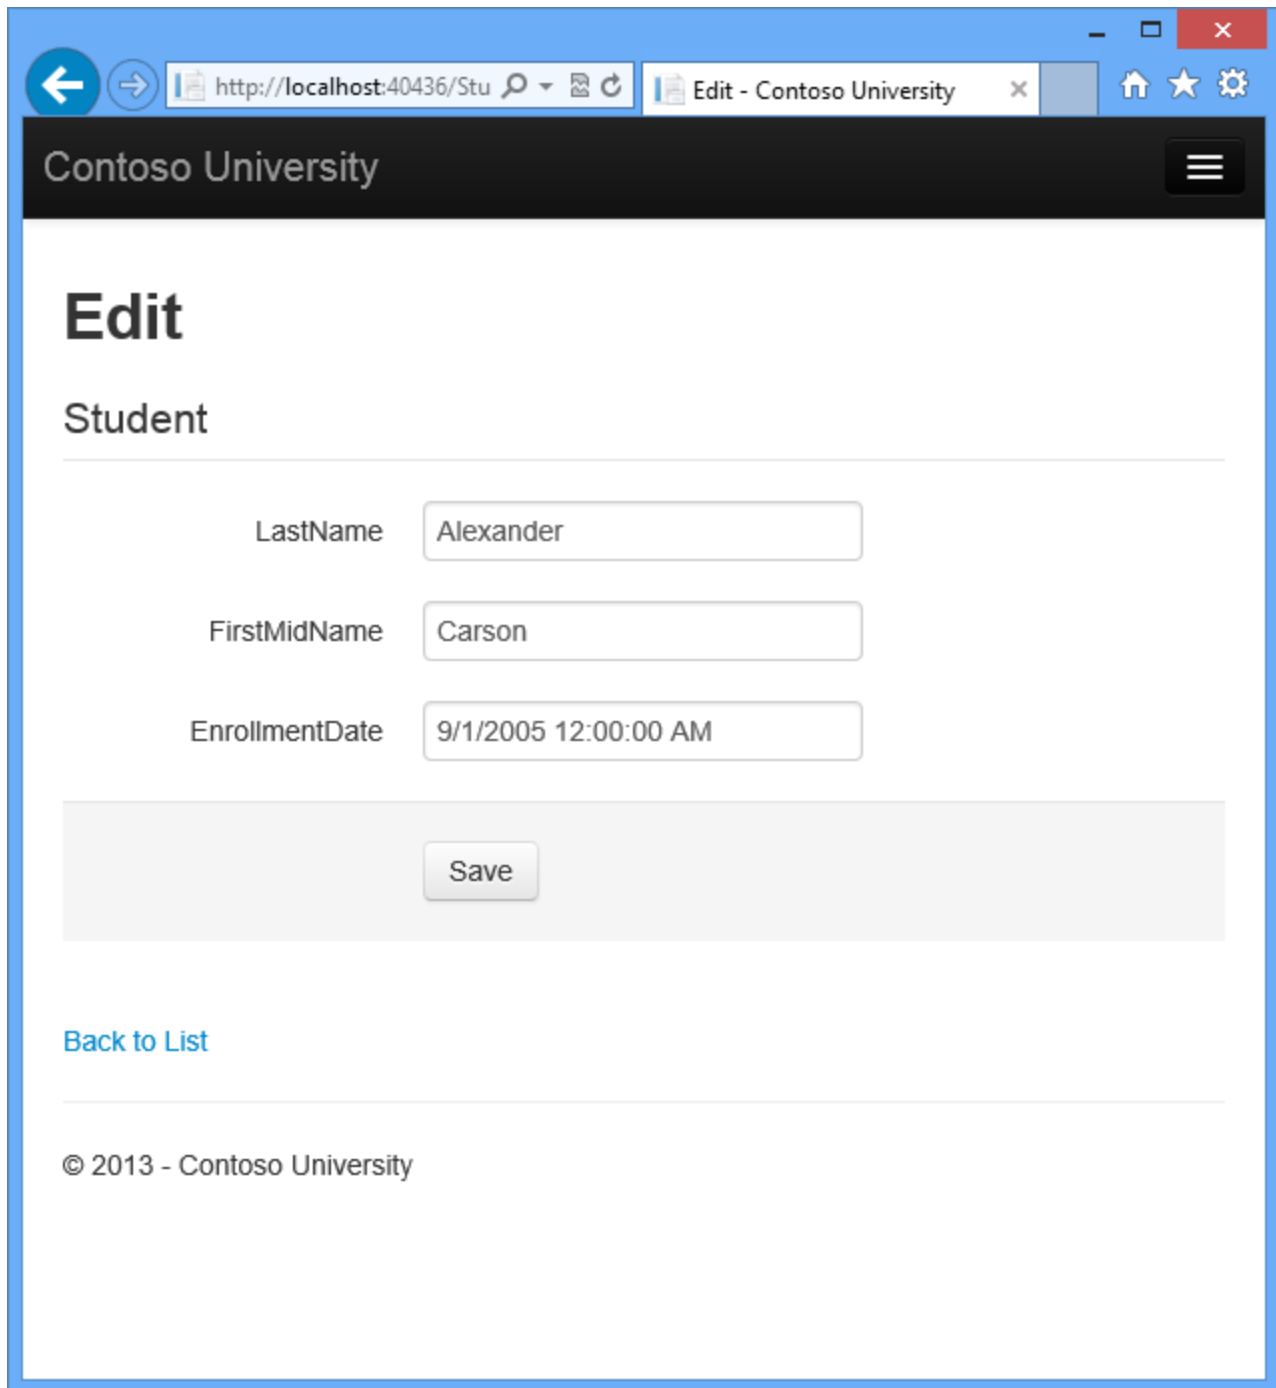 http://localhost:40436/Stu
Edit - Contoso University
Contoso University
Edit
Student
LastName Alexander
FirstMidName Carson
EnrollmentDate 9/1/2005 12:00:00 AM
Save
Back to List
© 2013 - Contoso University